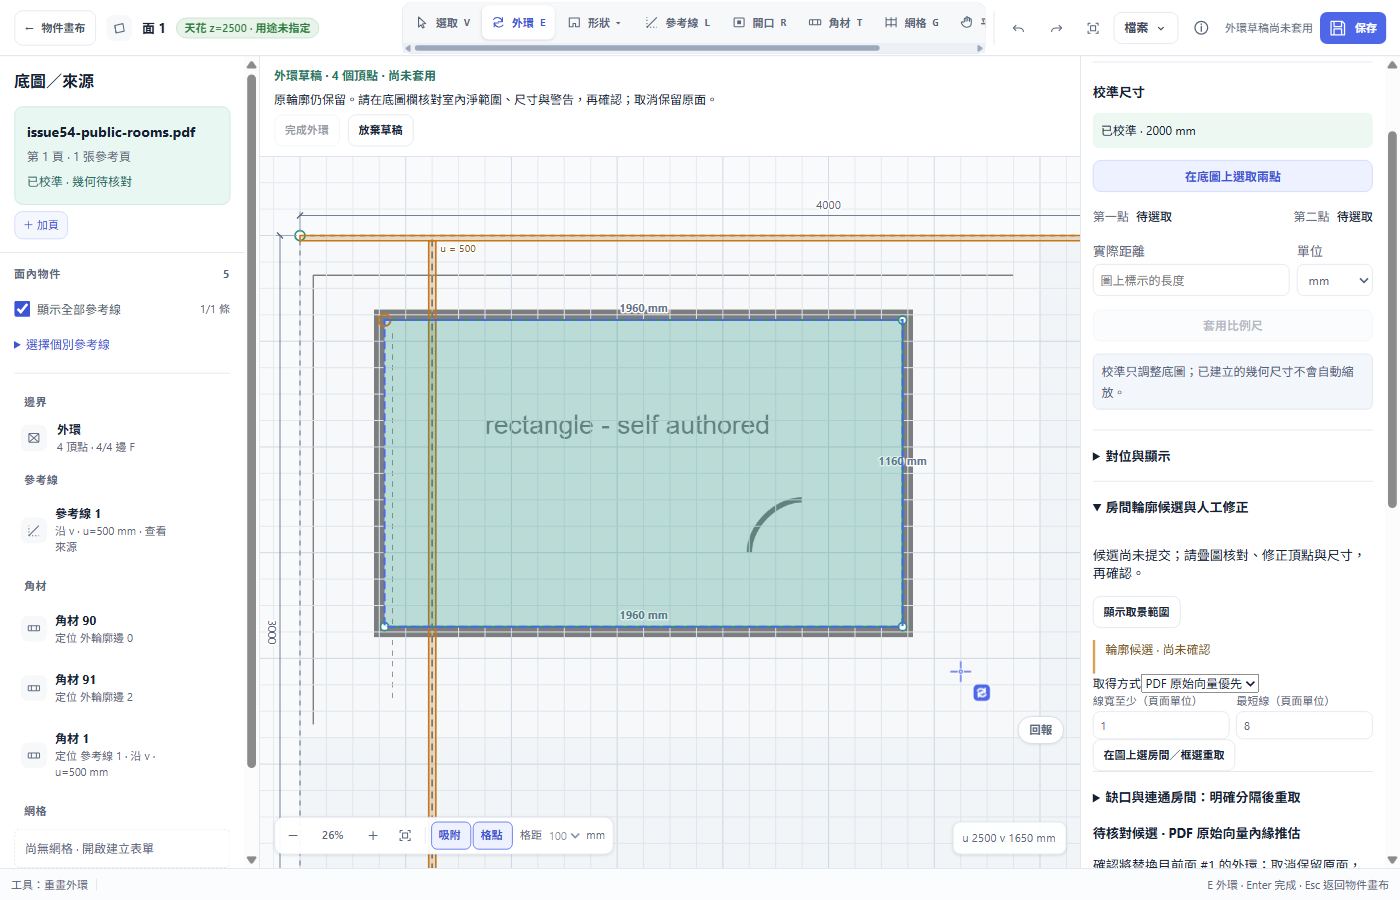 ← 物件畫布
面 1
天花 z=2500 · 用途未指定
選取 V
外環 E
形狀
參考線 L
開口 R
角材 T
網格 G
檔案
外環草稿尚未套用
保存
底圖／來源
issue54-public-rooms.pdf
第 1 頁 · 1 張參考頁
已校準 · 幾何待核對
＋ 加頁
面內物件 5
顯示全部參考線 1/1 條
選擇個別參考線
邊界
外環
4 頂點 · 4/4 邊 F
參考線
參考線 1
沿 v · u=500 mm · 查看
來源
角材
角材 90
定位 外輪廓邊 0
角材 91
定位 外輪廓邊 2
角材 1
定位 參考線 1 · 沿 v ·
u=500 mm
網格
尚無網格 · 開啟建立表單
外環草稿 · 4 個頂點 · 尚未套用
原輪廓仍保留。請在底圖欄核對室內淨範圍、尺寸與警告，再確認；取消保留原面。
完成外環
放棄草稿
4000
u = 500
1960 mm
rectangle - self authored
1160 mm
1960 mm
3000
回報
− 26% +
吸附
格點
格距 100 mm
u 2500 v 1650 mm
校準尺寸
已校準 · 2000 mm
在底圖上選取兩點
第一點 待選取
第二點 待選取
實際距離
單位
圖上標示的長度
mm
套用比例尺
校準只調整底圖；已建立的幾何尺寸不會自動縮
放。
對位與顯示
房間輪廓候選與人工修正
候選尚未提交；請疊圖核對、修正頂點與尺寸，
再確認。
顯示取景範圍
輪廓候選 · 尚未確認
取得方式 PDF 原始向量優先
線寬至少（頁面單位）
最短線（頁面單位）
1
8
在圖上選房間／框選重取
缺口與連通房間：明確分隔後重取
待核對候選 · PDF 原始向量內緣推估
確認將替換目前面 #1 的外環；取消保留原面，
工具：重畫外環
E 外環 · Enter 完成 · Esc 返回物件畫布